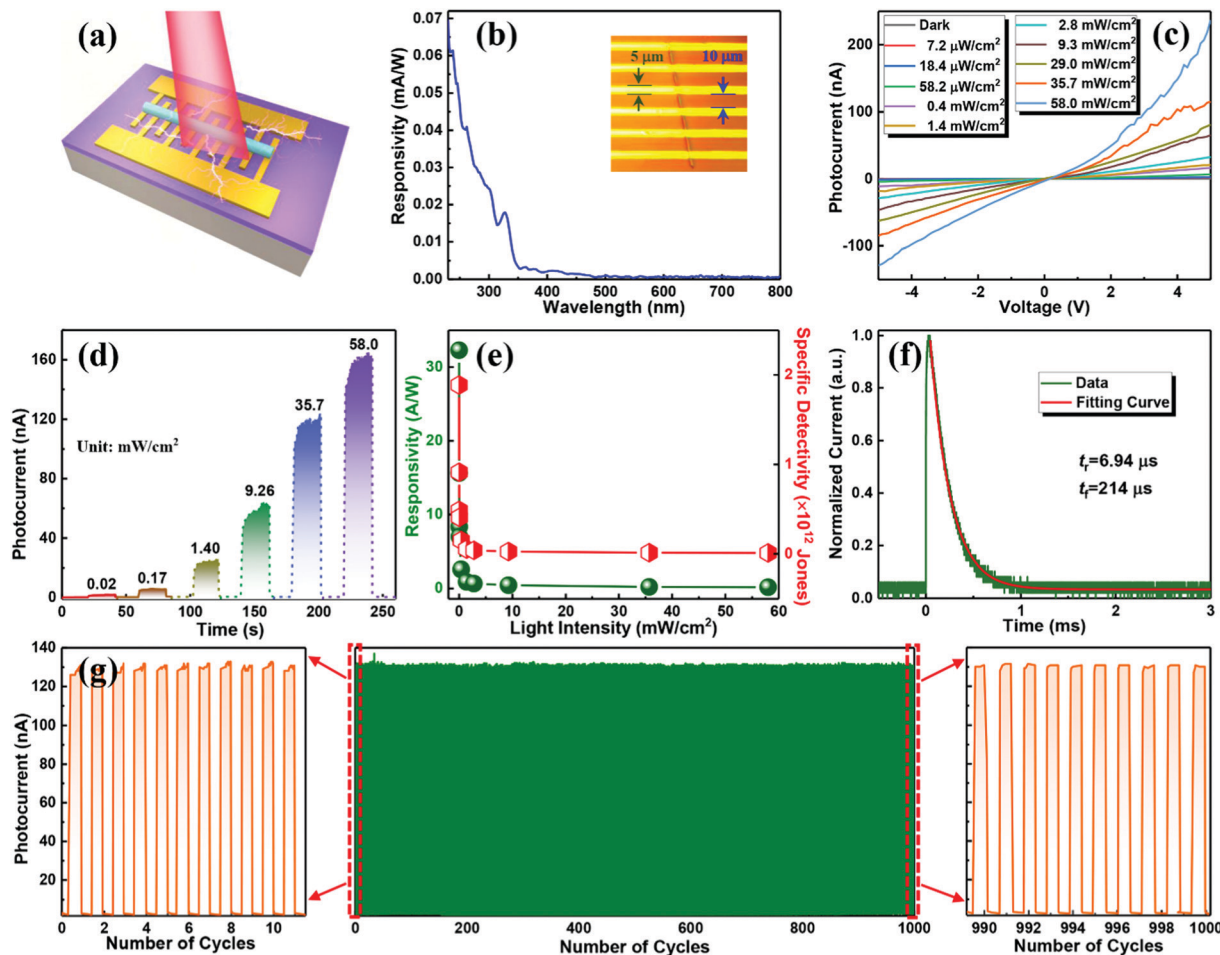 (a)
(b)
0.07
0.06
0.05
0.04
0.03
0.02
0.01
0.00
Responsivity (mA/W)
5 μm
10 μm
300 400 500 600 700 800
Wavelength (nm)
(c)
200
100
0
-100
Photocurrent (nA)
Dark
7.2 μW/cm²
18.4 μW/cm²
58.2 μW/cm²
0.4 mW/cm²
1.4 mW/cm²
2.8 mW/cm²
9.3 mW/cm²
29.0 mW/cm²
35.7 mW/cm²
58.0 mW/cm²
-4 -2 0 2 4
Voltage (V)
(d)
160
120
80
40
0
Photocurrent (nA)
Unit: mW/cm²
0.02
0.17
1.40
9.26
35.7
58.0
0 50 100 150 200 250
Time (s)
(e)
30
20
10
0
Responsivity (A/W)
2
1
0
Specific Detectivity (×10¹² Jones)
0 10 20 30 40 50 60
Light Intensity (mW/cm²)
(f)
1.0
0.8
0.6
0.4
0.2
0.0
Normalized Current (a.u.)
Data
Fitting Curve
tr=6.94 μs
tf=214 μs
0 1 2 3
Time (ms)
(g)
140
120
100
80
60
40
20
Photocurrent (nA)
0 2 4 6 8 10
Number of Cycles
0 200 400 600 800 1000
Number of Cycles
990 992 994 996 998 1000
Number of Cycles